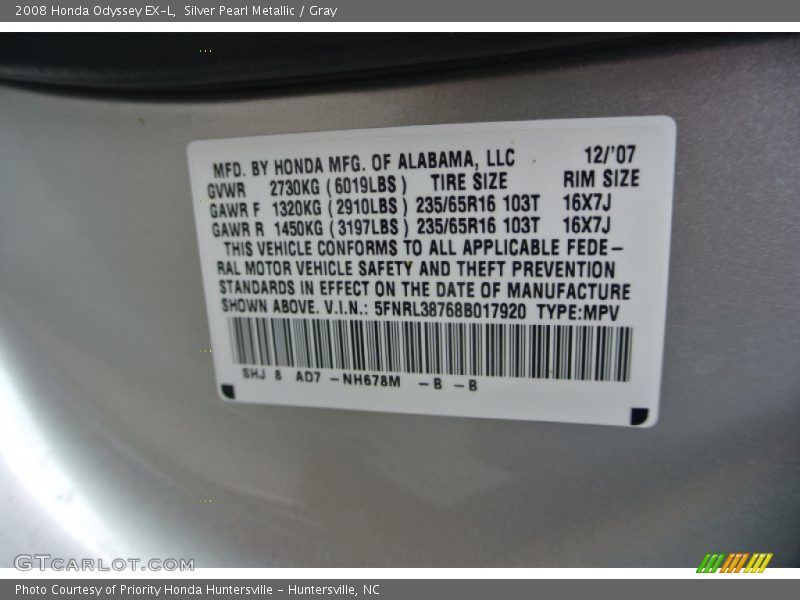 2008 Honda Odyssey EX-L, Silver Pearl Metallic / Gray
MFD. BY HONDA MFG. OF ALABAMA, LLC 12/'07
GVWR 2730KG (6019LBS) TIRE SIZE RIM SIZE
GAWR F 1320KG (2910LBS) 235/65R16 103T 16X7J
GAWR R 1450KG (3197LBS) 235/65R16 103T 16X7J
THIS VEHICLE CONFORMS TO ALL APPLICABLE FEDE-
RAL MOTOR VEHICLE SAFETY AND THEFT PREVENTION
STANDARDS IN EFFECT ON THE DATE OF MANUFACTURE
SHOWN ABOVE. V.I.N.: 5FNRL38768B017920 TYPE:MPV
SHJ 8 AD7 -NH678M -B -B
GTCARLOT.COM
Photo Courtesy of Priority Honda Huntersville - Huntersville, NC